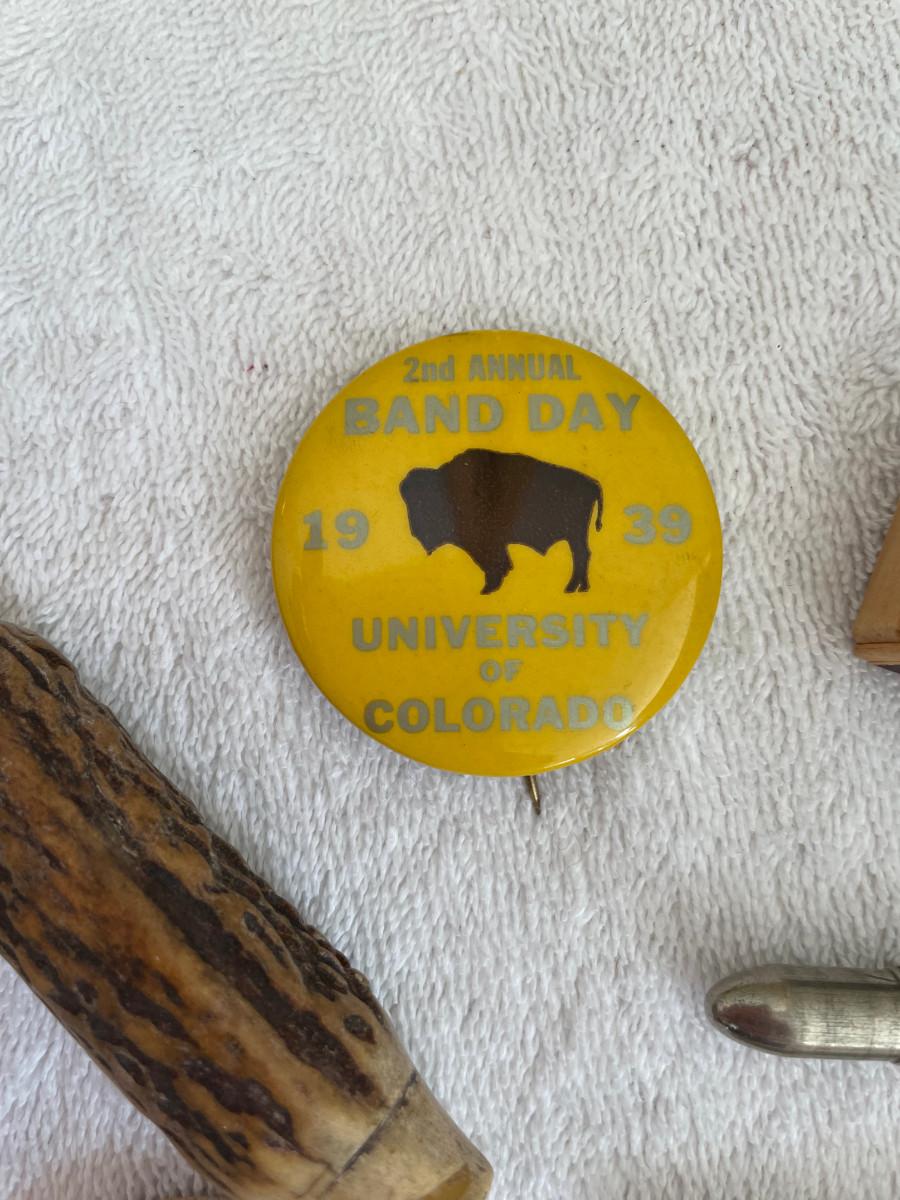 2nd ANNUAL
BAND DAY
19 39
UNIVERSITY
OF
COLORADO